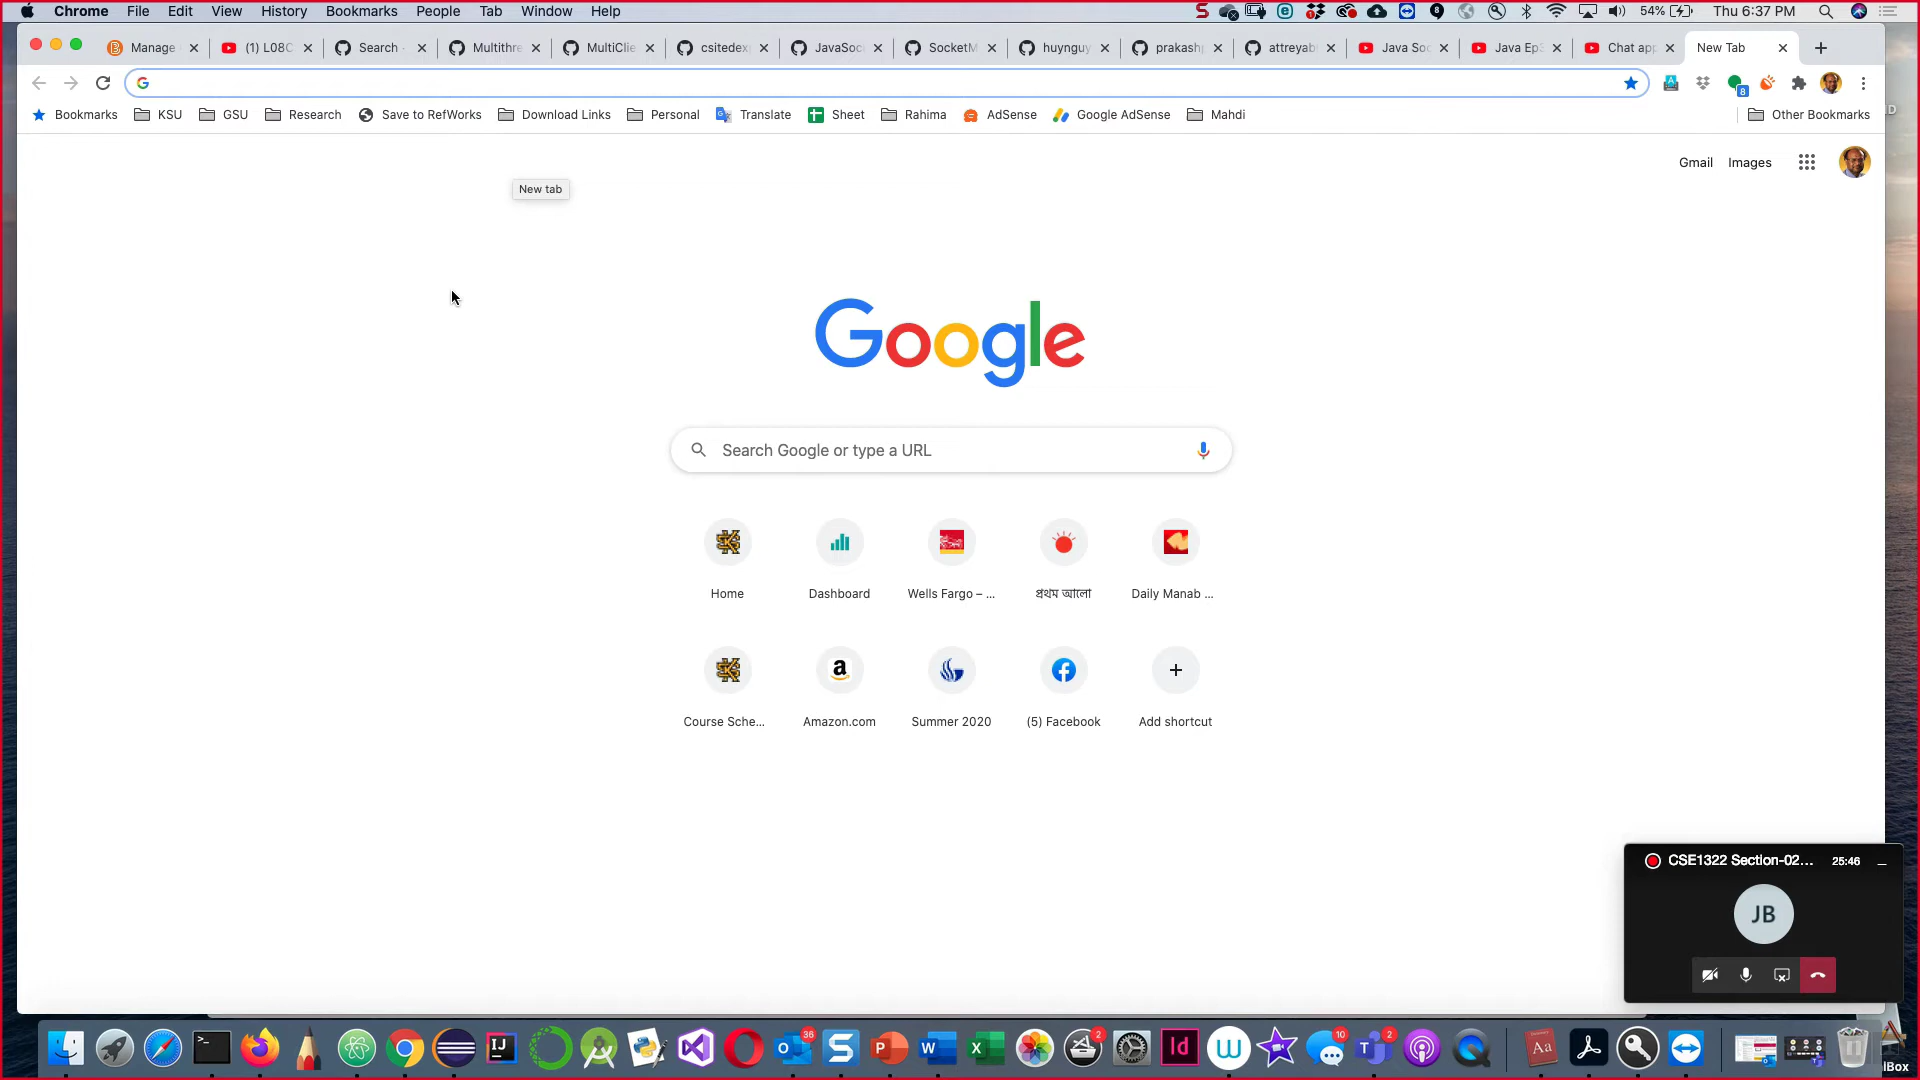 Chrome File Edit View History Bookmarks People Tab Window Help 54% Thu 6:37 PM
Manage (1) L08C Search - Multithre MultiClie csitedex JavaSoc SocketM huynguy prakashp attreyab Java Soc Java Ep3 Chat app New Tab
Bookmarks KSU GSU Research Save to RefWorks Download Links Personal Translate Sheet Rahima AdSense Google AdSense Mahdi Other Bookmarks
Gmail Images
New tab
Google
Search Google or type a URL
Home Dashboard Wells Fargo – ... প্রথম আলো Daily Manab ...
Course Sche... Amazon.com Summer 2020 (5) Facebook Add shortcut
CSE1322 Section-02... 25:46
JB
lBox